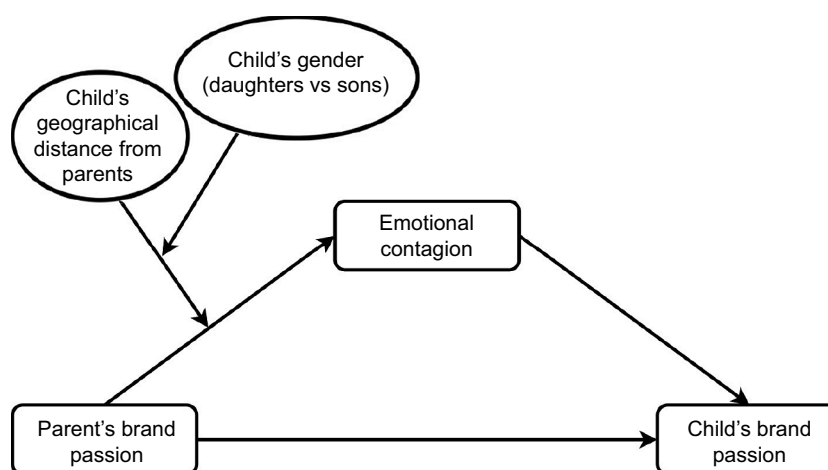 Child’s gender
(daughters vs sons)
Child’s
geographical
distance from
parents
Emotional
contagion
Parent’s brand
passion
Child’s brand
passion